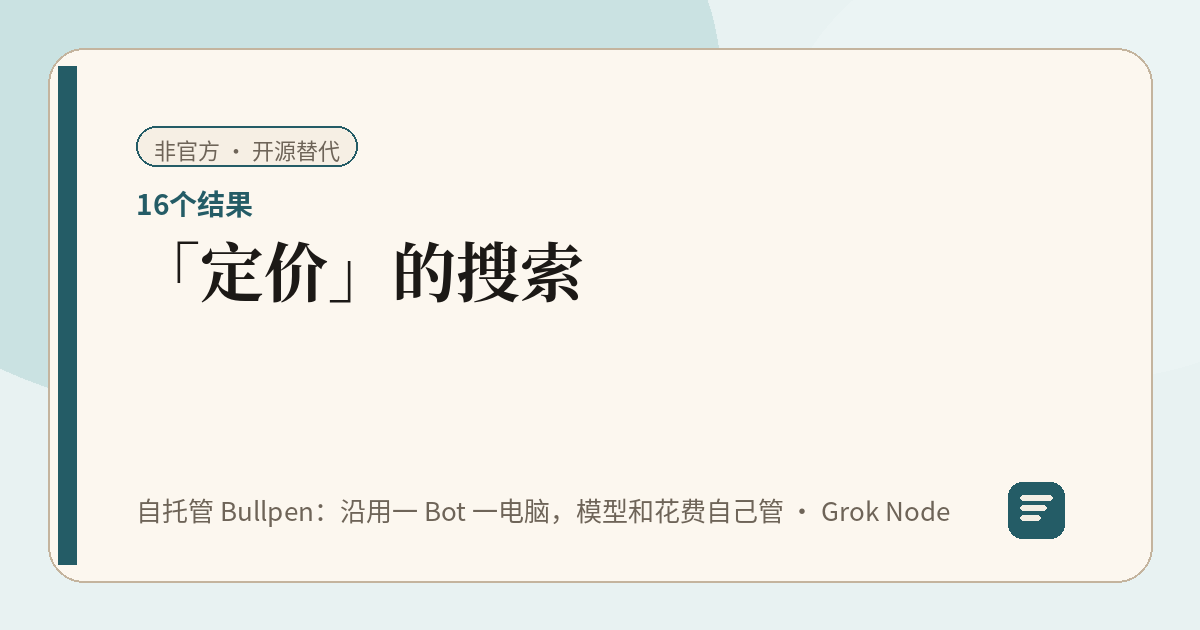 非官方 · 开源替代
16个结果
「定价」的搜索
自托管 Bullpen：沿用一 Bot 一电脑，模型和花费自己管 · Grok Node